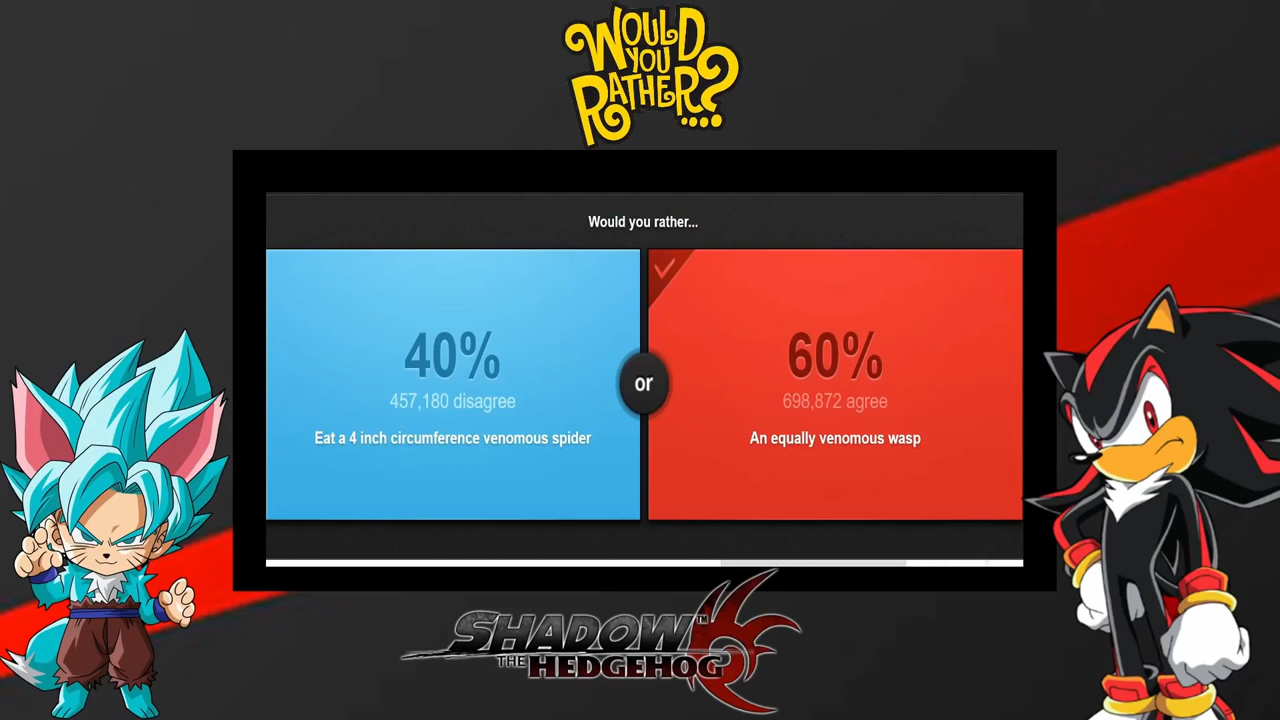 WOULD
YOU
RATHER....?
Would you rather...
40%
457,180 disagree
Eat a 4 inch circumference venomous spider
or
60%
698,872 agree
An equally venomous wasp
SHADOW™
THE HEDGEHOG